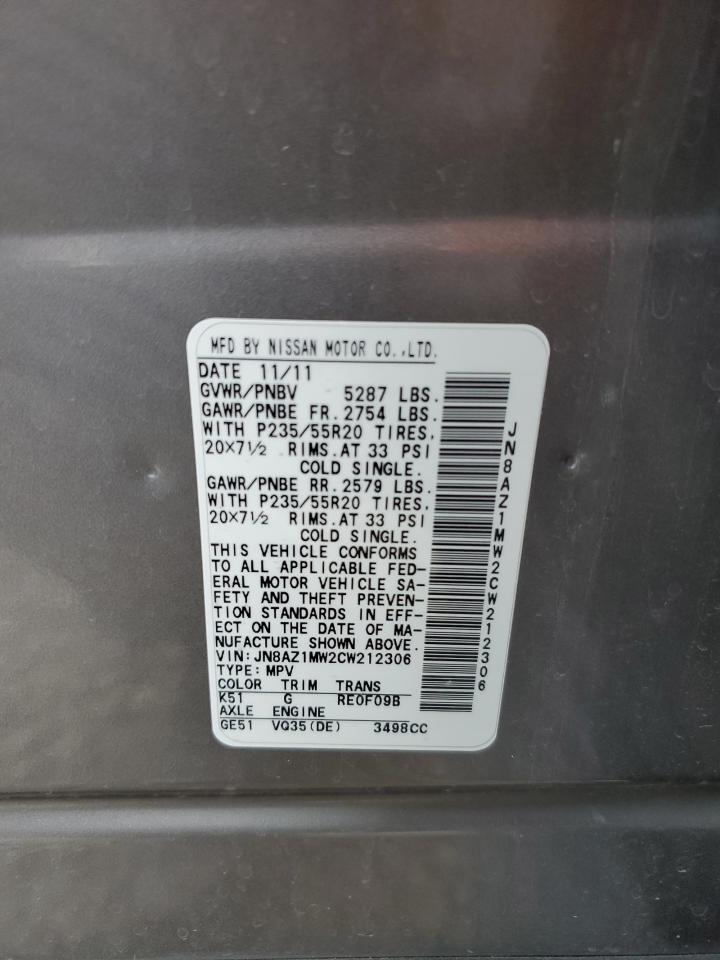 MFD BY NISSAN MOTOR CO.,LTD.
DATE 11/11
GVWR/PNBV 5287 LBS.
GAWR/PNBE FR. 2754 LBS.
WITH P235/55R20 TIRES,
20×7½ RIMS. AT 33 PSI
COLD SINGLE.
GAWR/PNBE RR. 2579 LBS.
WITH P235/55R20 TIRES,
20×7½ RIMS. AT 33 PSI
COLD SINGLE.
THIS VEHICLE CONFORMS
TO ALL APPLICABLE FED-
ERAL MOTOR VEHICLE SA-
FETY AND THEFT PREVEN-
TION STANDARDS IN EFF-
ECT ON THE DATE OF MA-
NUFACTURE SHOWN ABOVE.
VIN: JN8AZ1MW2CW212306
TYPE: MPV
COLOR TRIM TRANS
K51 G RE0F09B
AXLE ENGINE
GE51 VQ35(DE) 3498CC
JN8AZ1MW2CW212306